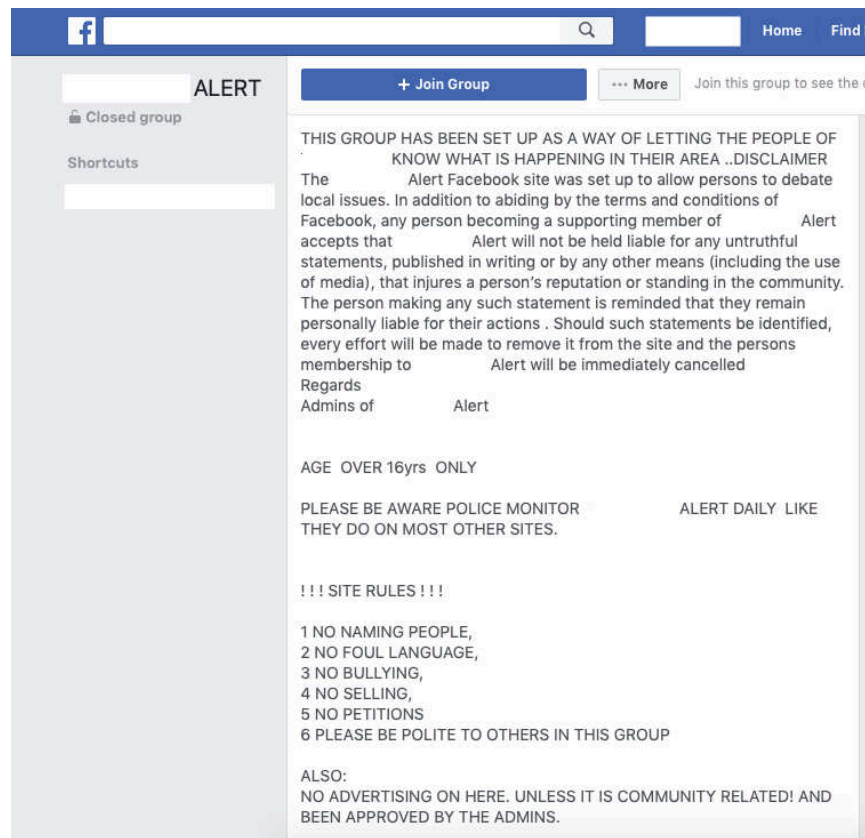 f
Home Find
ALERT
Closed group
Shortcuts
+ Join Group
••• More
Join this group to see the
THIS GROUP HAS BEEN SET UP AS A WAY OF LETTING THE PEOPLE OF
KNOW WHAT IS HAPPENING IN THEIR AREA ..DISCLAIMER
The Alert Facebook site was set up to allow persons to debate
local issues. In addition to abiding by the terms and conditions of
Facebook, any person becoming a supporting member of Alert
accepts that Alert will not be held liable for any untruthful
statements, published in writing or by any other means (including the use
of media), that injures a person's reputation or standing in the community.
The person making any such statement is reminded that they remain
personally liable for their actions . Should such statements be identified,
every effort will be made to remove it from the site and the persons
membership to Alert will be immediately cancelled
Regards
Admins of Alert
AGE OVER 16yrs ONLY
PLEASE BE AWARE POLICE MONITOR ALERT DAILY LIKE
THEY DO ON MOST OTHER SITES.
! ! ! SITE RULES ! ! !
1 NO NAMING PEOPLE,
2 NO FOUL LANGUAGE,
3 NO BULLYING,
4 NO SELLING,
5 NO PETITIONS
6 PLEASE BE POLITE TO OTHERS IN THIS GROUP
ALSO:
NO ADVERTISING ON HERE. UNLESS IT IS COMMUNITY RELATED! AND
BEEN APPROVED BY THE ADMINS.